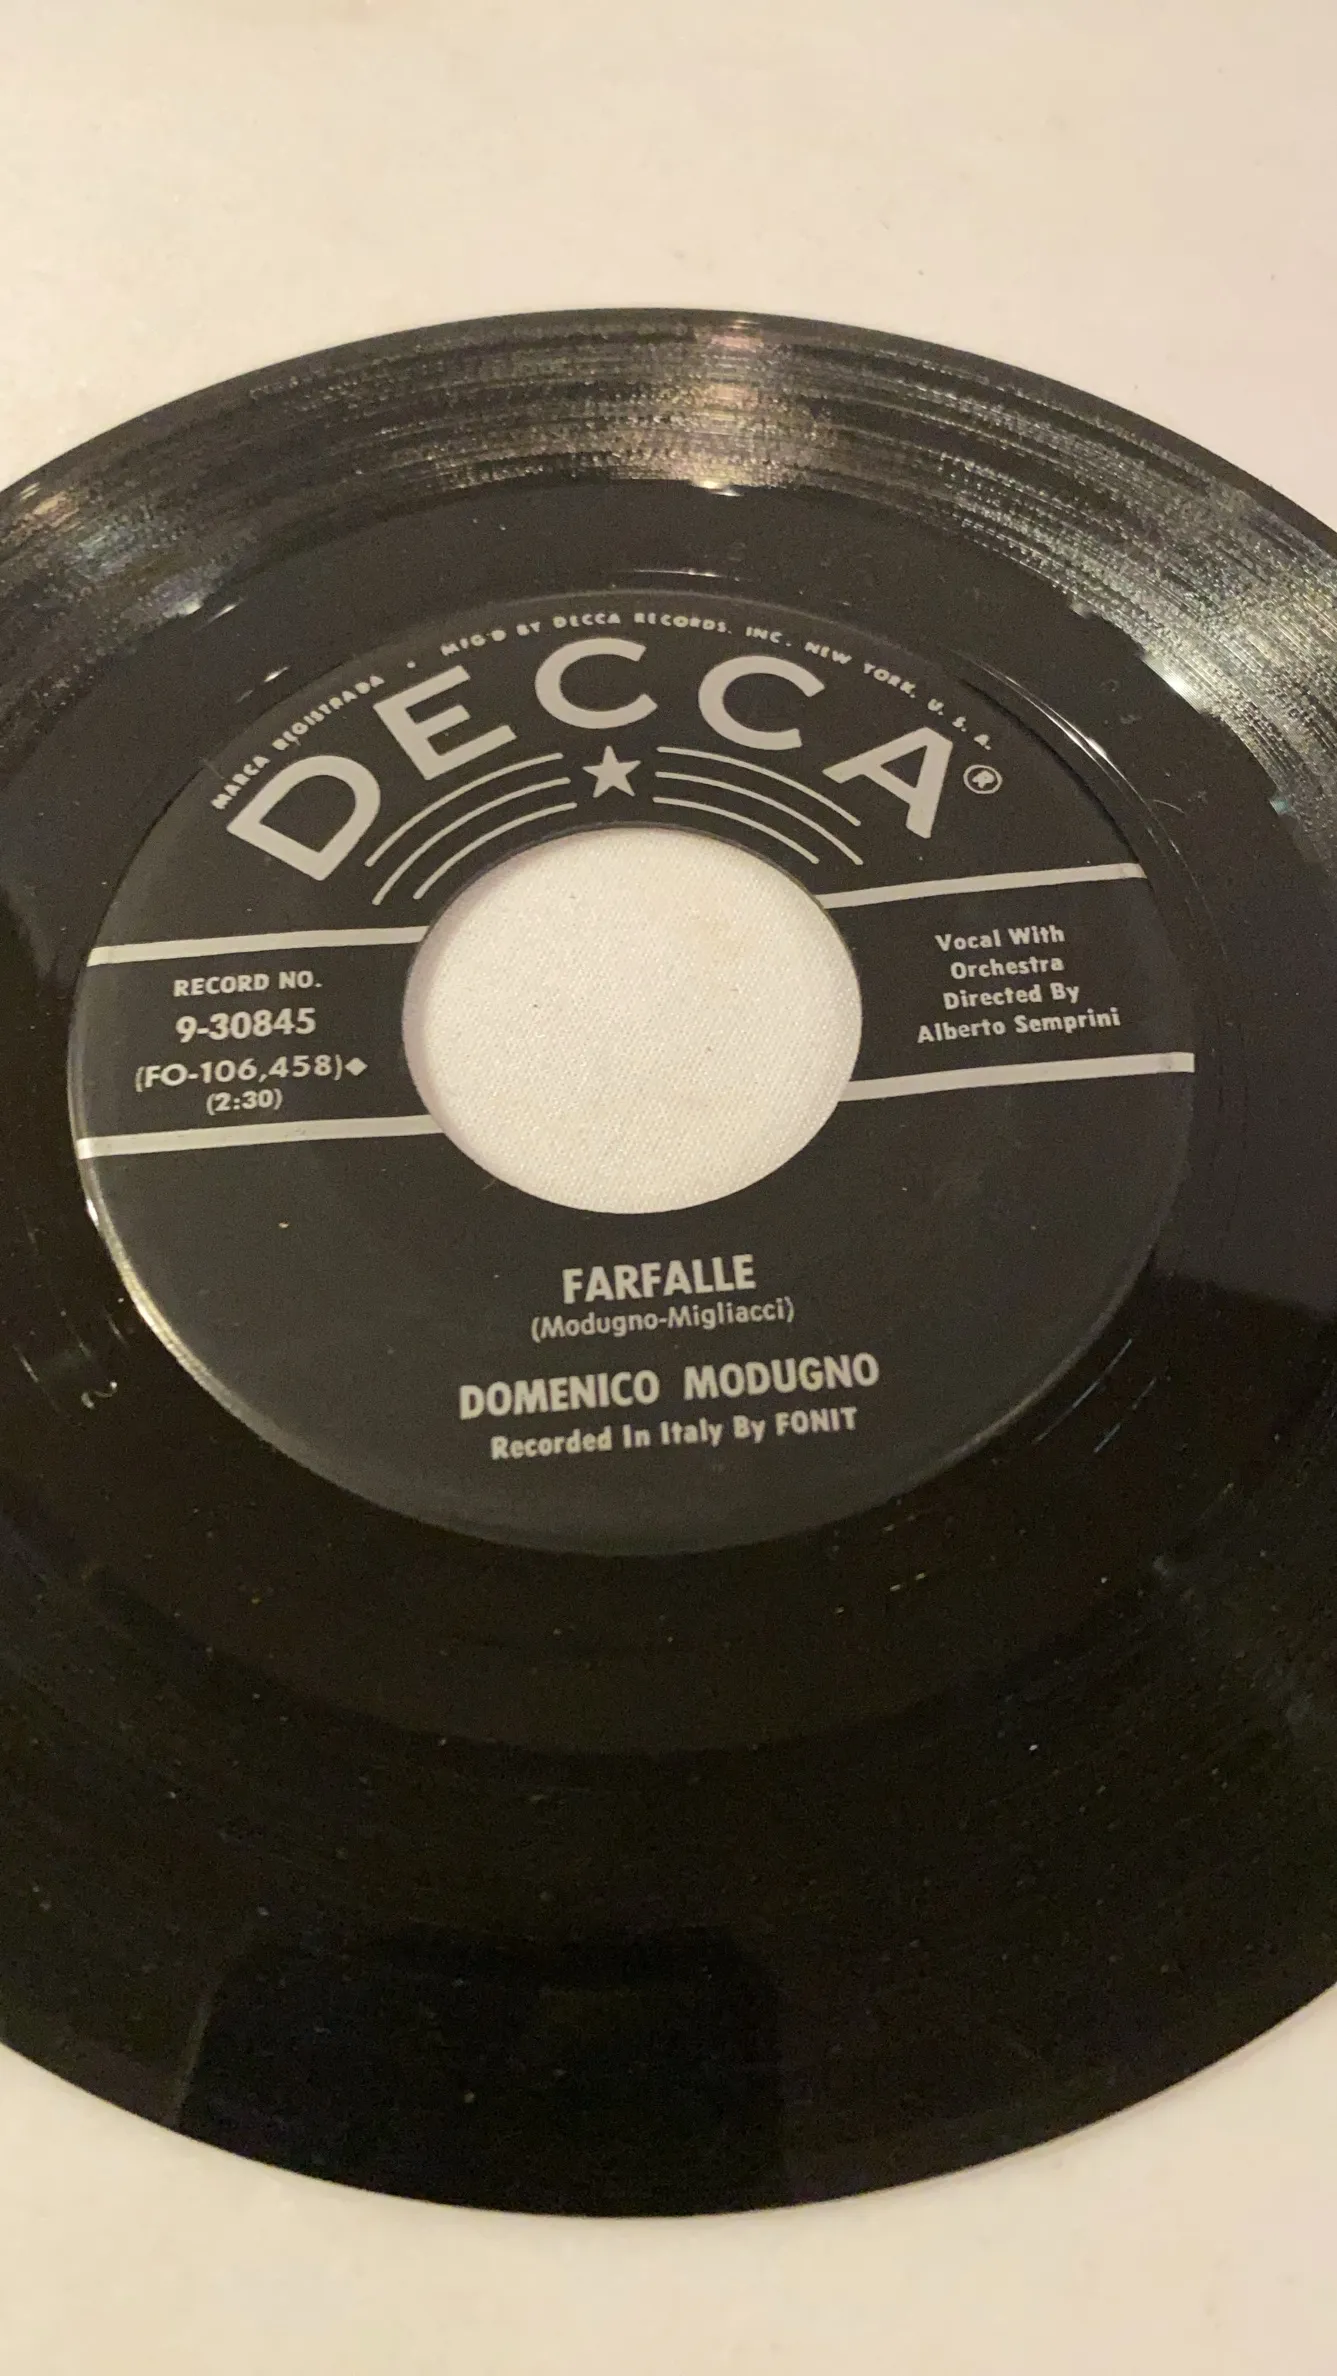 MARCA REGISTRADA • MFG'D BY DECCA RECORDS, INC., NEW YORK, U. S. A.
DECCA®
RECORD NO.
9-30845
(FO-106,458)◆
(2:30)
Vocal With
Orchestra
Directed By
Alberto Semprini
FARFALLE
(Modugno-Migliacci)
DOMENICO MODUGNO
Recorded In Italy By FONIT